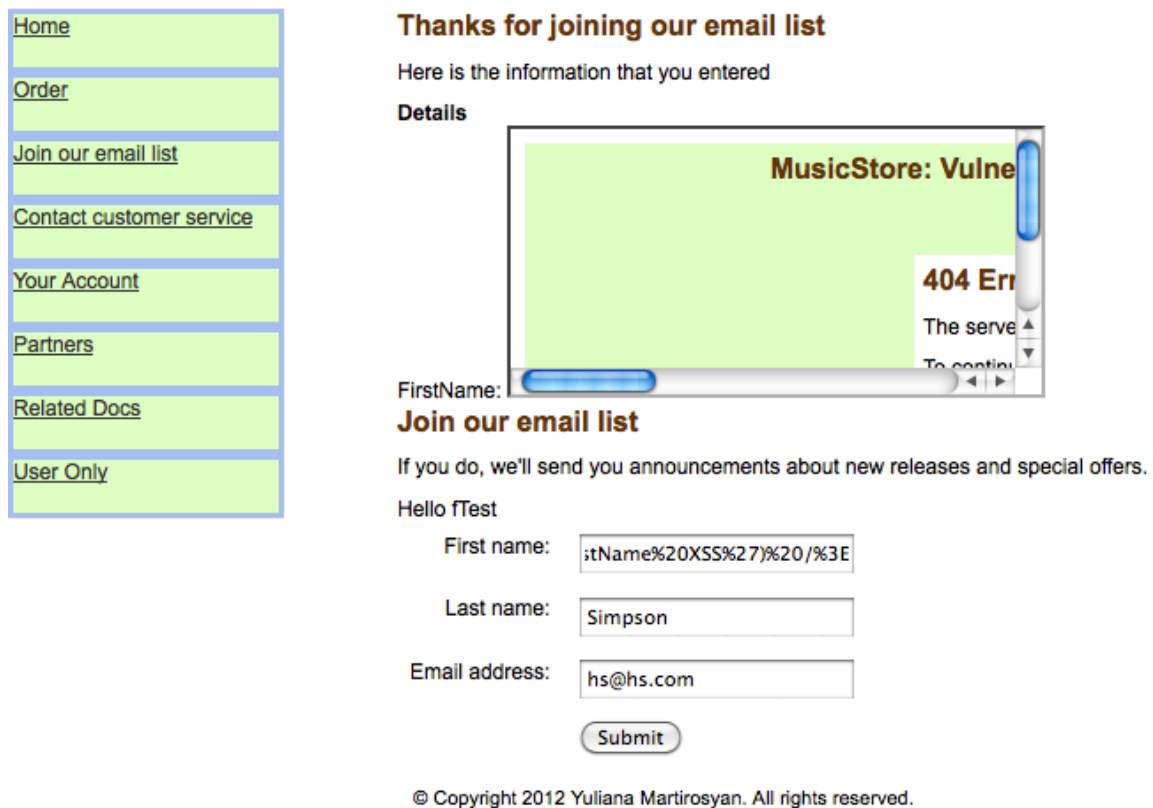 Home
Order
Join our email list
Contact customer service
Your Account
Partners
Related Docs
User Only
Thanks for joining our email list
Here is the information that you entered
Details
MusicStore: Vulne
404 Err
The serve
To continu
FirstName:
Join our email list
If you do, we'll send you announcements about new releases and special offers.
Hello fTest
First name: stName%20XSS%27)%20/%3E
Last name: Simpson
Email address: hs@hs.com
Submit
© Copyright 2012 Yuliana Martirosyan. All rights reserved.